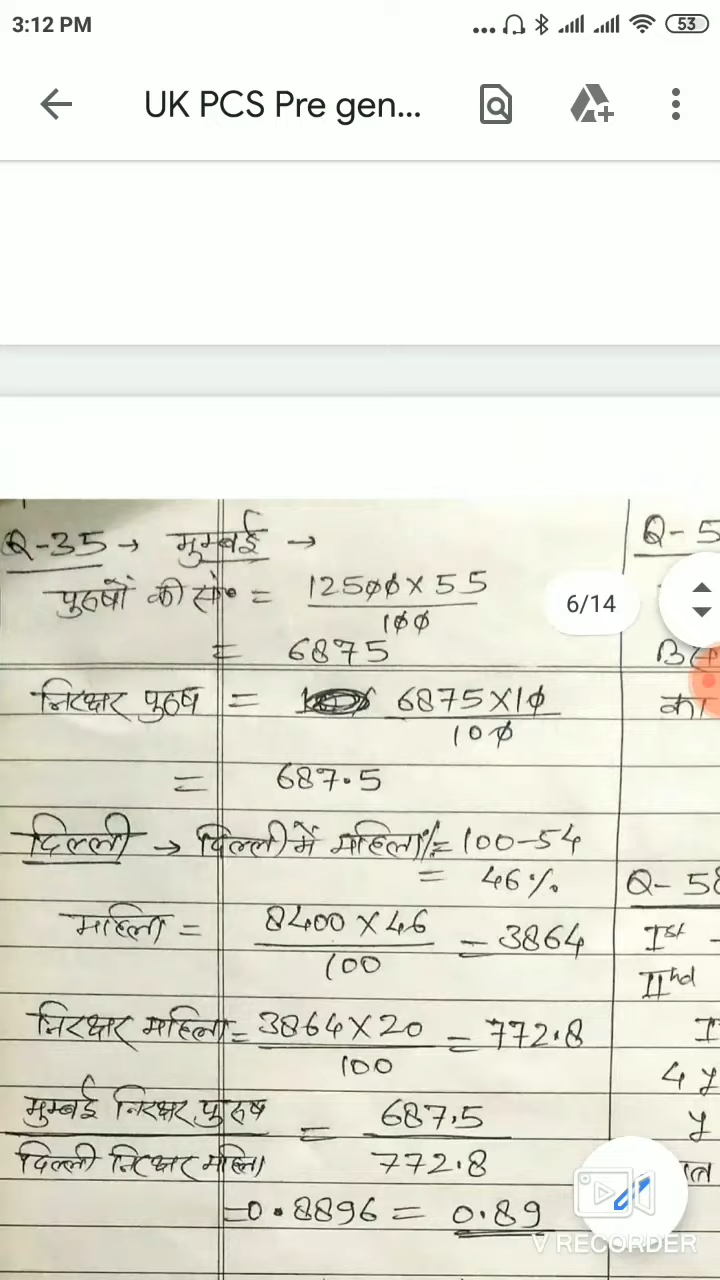 3:12 PM
53
UK PCS Pre gen...
Q-35 → मुम्बई →
पुरुषों की सं० = 12500 × 55 / 100
= 6875
निरक्षर पुरुष = 6875 × 10 / 100
= 687.5
दिल्ली → दिल्ली में महिला% = 100-54
= 46%
महिला = 8400 × 46 / 100 = 3864
निरक्षर महिला = 3864 × 20 / 100 = 772.8
मुम्बई निरक्षर पुरुष / दिल्ली निरक्षर महिला = 687.5 / 772.8
= 0.8896 = 0.89
6/14
Q-5
का
Q-58
Ist -
IInd
I
4 y
y
V RECORDER